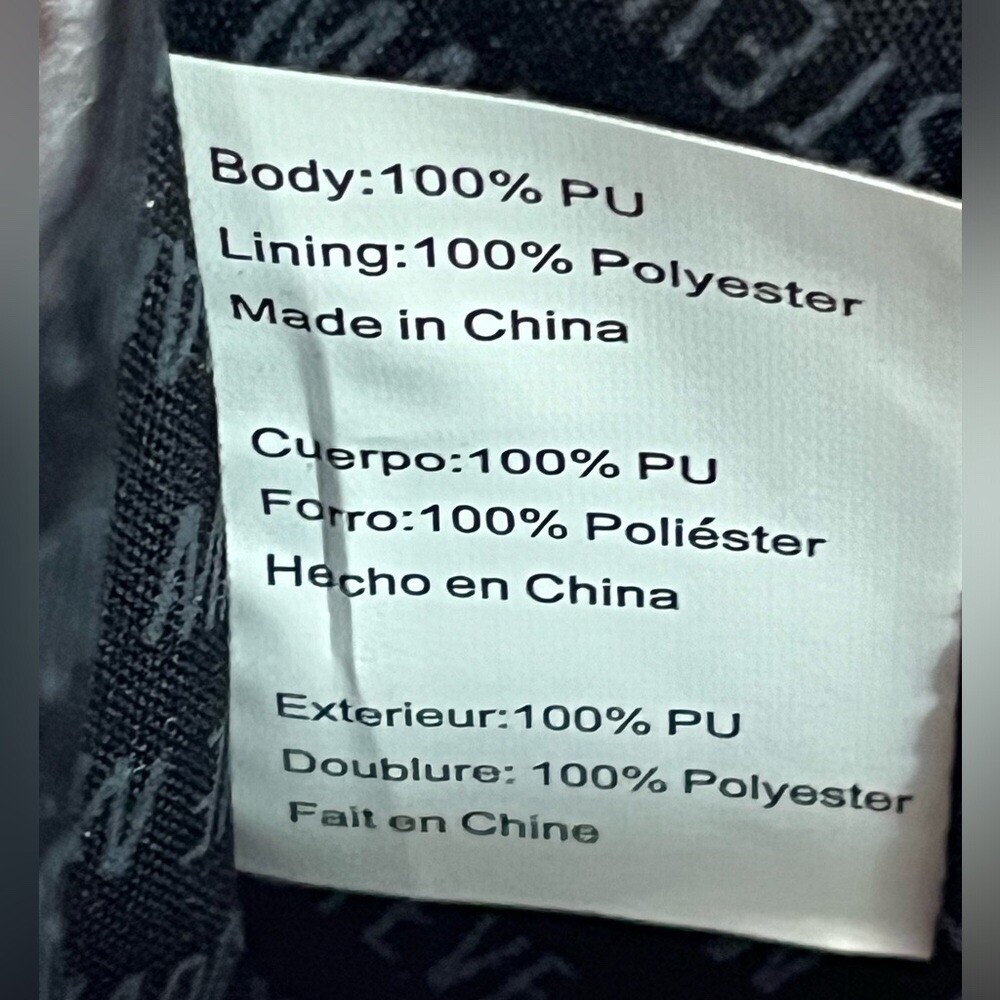 Body:100% PU
Lining:100% Polyester
Made in China
Cuerpo:100% PU
Forro:100% Poliéster
Hecho en China
Exterieur:100% PU
Doublure: 100% Polyester
Fait en Chine